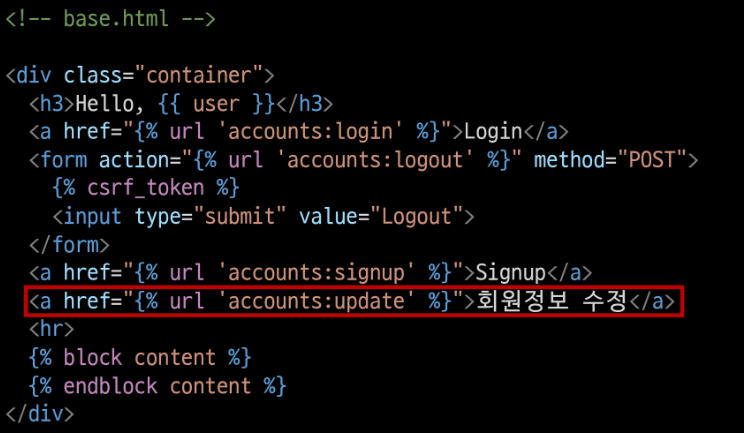 <!-- base.html -->
<div class="container">
<h3>Hello, {{ user }}</h3>
<a href="{% url 'accounts:login' %}">Login</a>
<form action="{% url 'accounts:logout' %}" method="POST">
{% csrf_token %}
<input type="submit" value="Logout">
</form>
<a href="{% url 'accounts:signup' %}">Signup</a>
<a href="{% url 'accounts:update' %}">회원정보 수정</a>
<hr>
{% block content %}
{% endblock content %}
</div>